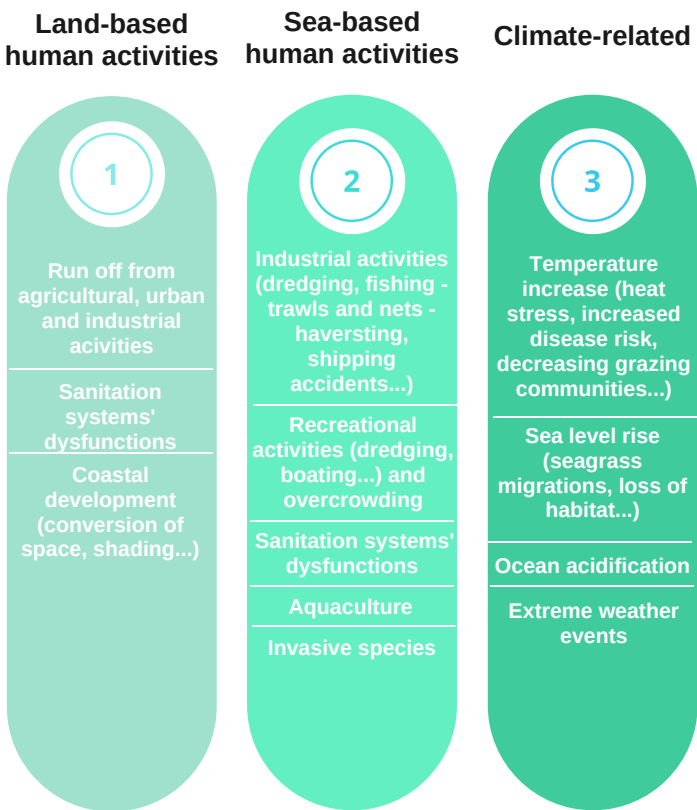 Land-based
human activities
1
Run off from
agricultural, urban
and industrial
acivities
Sanitation
systems'
dysfunctions
Coastal
development
(conversion of
space, shading...)
Sea-based
human activities
2
Industrial activities
(dredging, fishing -
trawls and nets -
haversting,
shipping
accidents...)
Recreational
activities (dredging,
boating...) and
overcrowding
Sanitation systems'
dysfunctions
Aquaculture
Invasive species
Climate-related
3
Temperature
increase (heat
stress, increased
disease risk,
decreasing grazing
communities...)
Sea level rise
(seagrass
migrations, loss of
habitat...)
Ocean acidification
Extreme weather
events